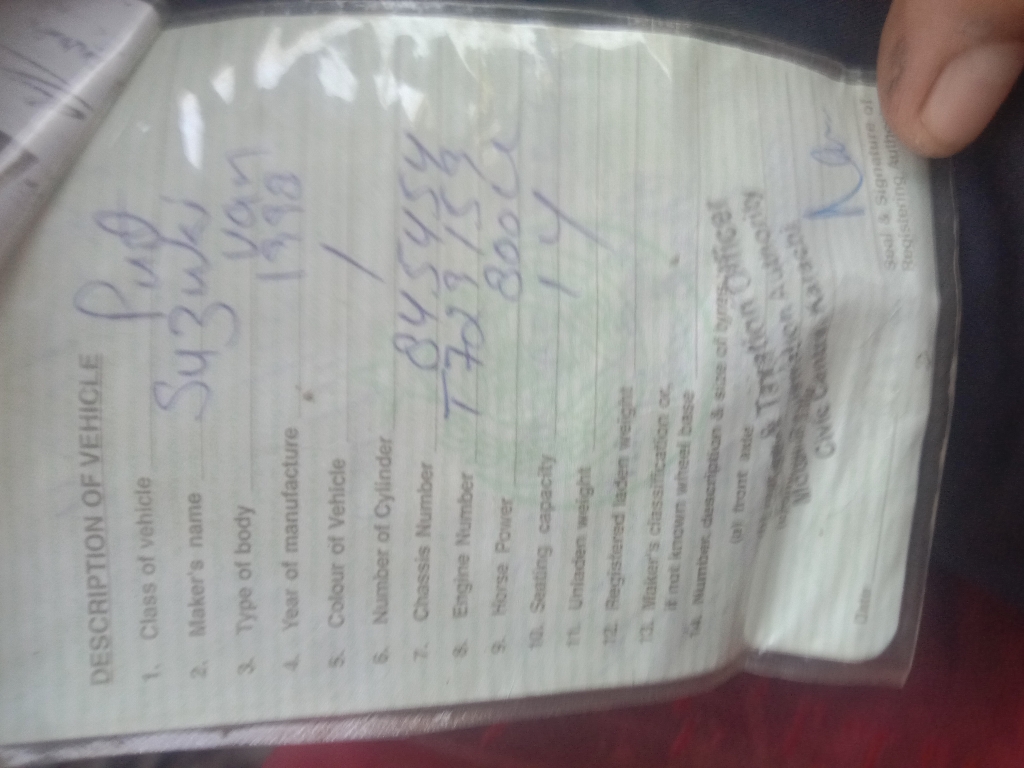 DESCRIPTION OF VEHICLE
1. Class of vehicle
2. Maker's name Suzuki
3. Type of body Van
4. Year of manufacture 1998
5. Colour of Vehicle /
6. Number of Cylinder
7. Chassis Number 8454545
8. Engine Number
9. Horse Power 800cc
10. Seating capacity 14
11. Unladen weight
12. Registered laden weight
13. Maker's classification or,
if not known wheel base
14. Number, description & size of tyres
(a) front axle
& Taxation Officer
Motor Registration Authority
Civic Centre Karachi
Date
Seal & Signature of
Registering